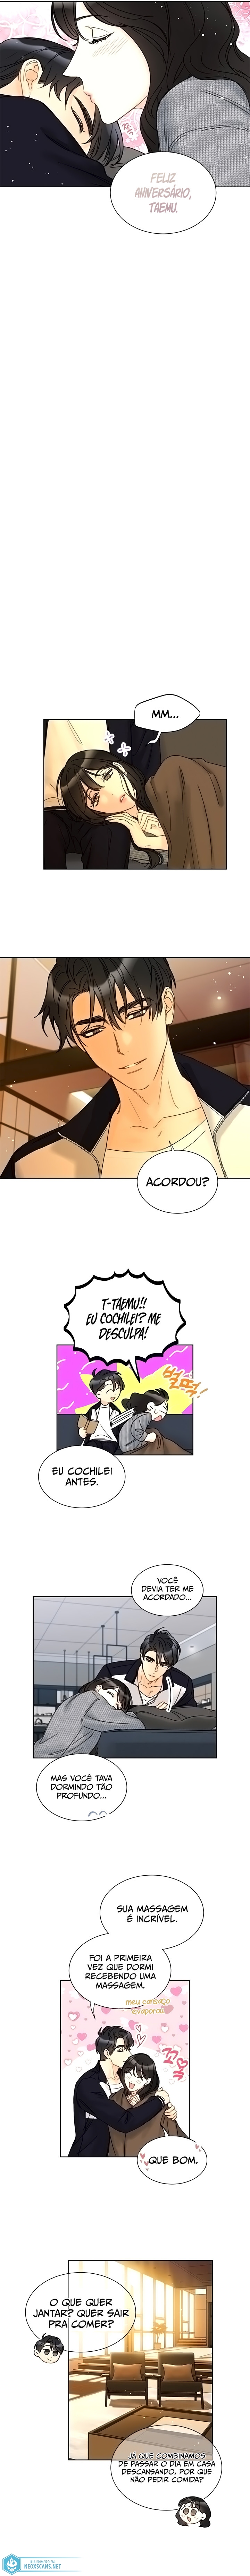 FELIZ
ANIVERSÁRIO,
TAEMU.
MM...
ACORDOU?
T-TAEMU!!
EU COCHILEI? ME
DESCULPA!
벌떡!
EU COCHILEI
ANTES.
VOCÊ
DEVIA TER ME
ACORDADO...
MAS VOCÊ TAVA
DORMINDO TÃO
PROFUNDO...
SUA MASSAGEM
É INCRÍVEL.
FOI A PRIMEIRA
VEZ QUE DORMI
RECEBENDO UMA
MASSAGEM.
meu cansaço
evaporou
QUE BOM.
O QUE QUER
JANTAR? QUER SAIR
PRA COMER?
JÁ QUE COMBINAMOS
DE PASSAR O DIA EM CASA
DESCANSANDO, POR QUE
NÃO PEDIR COMIDA?
NEOXSCANS.NET